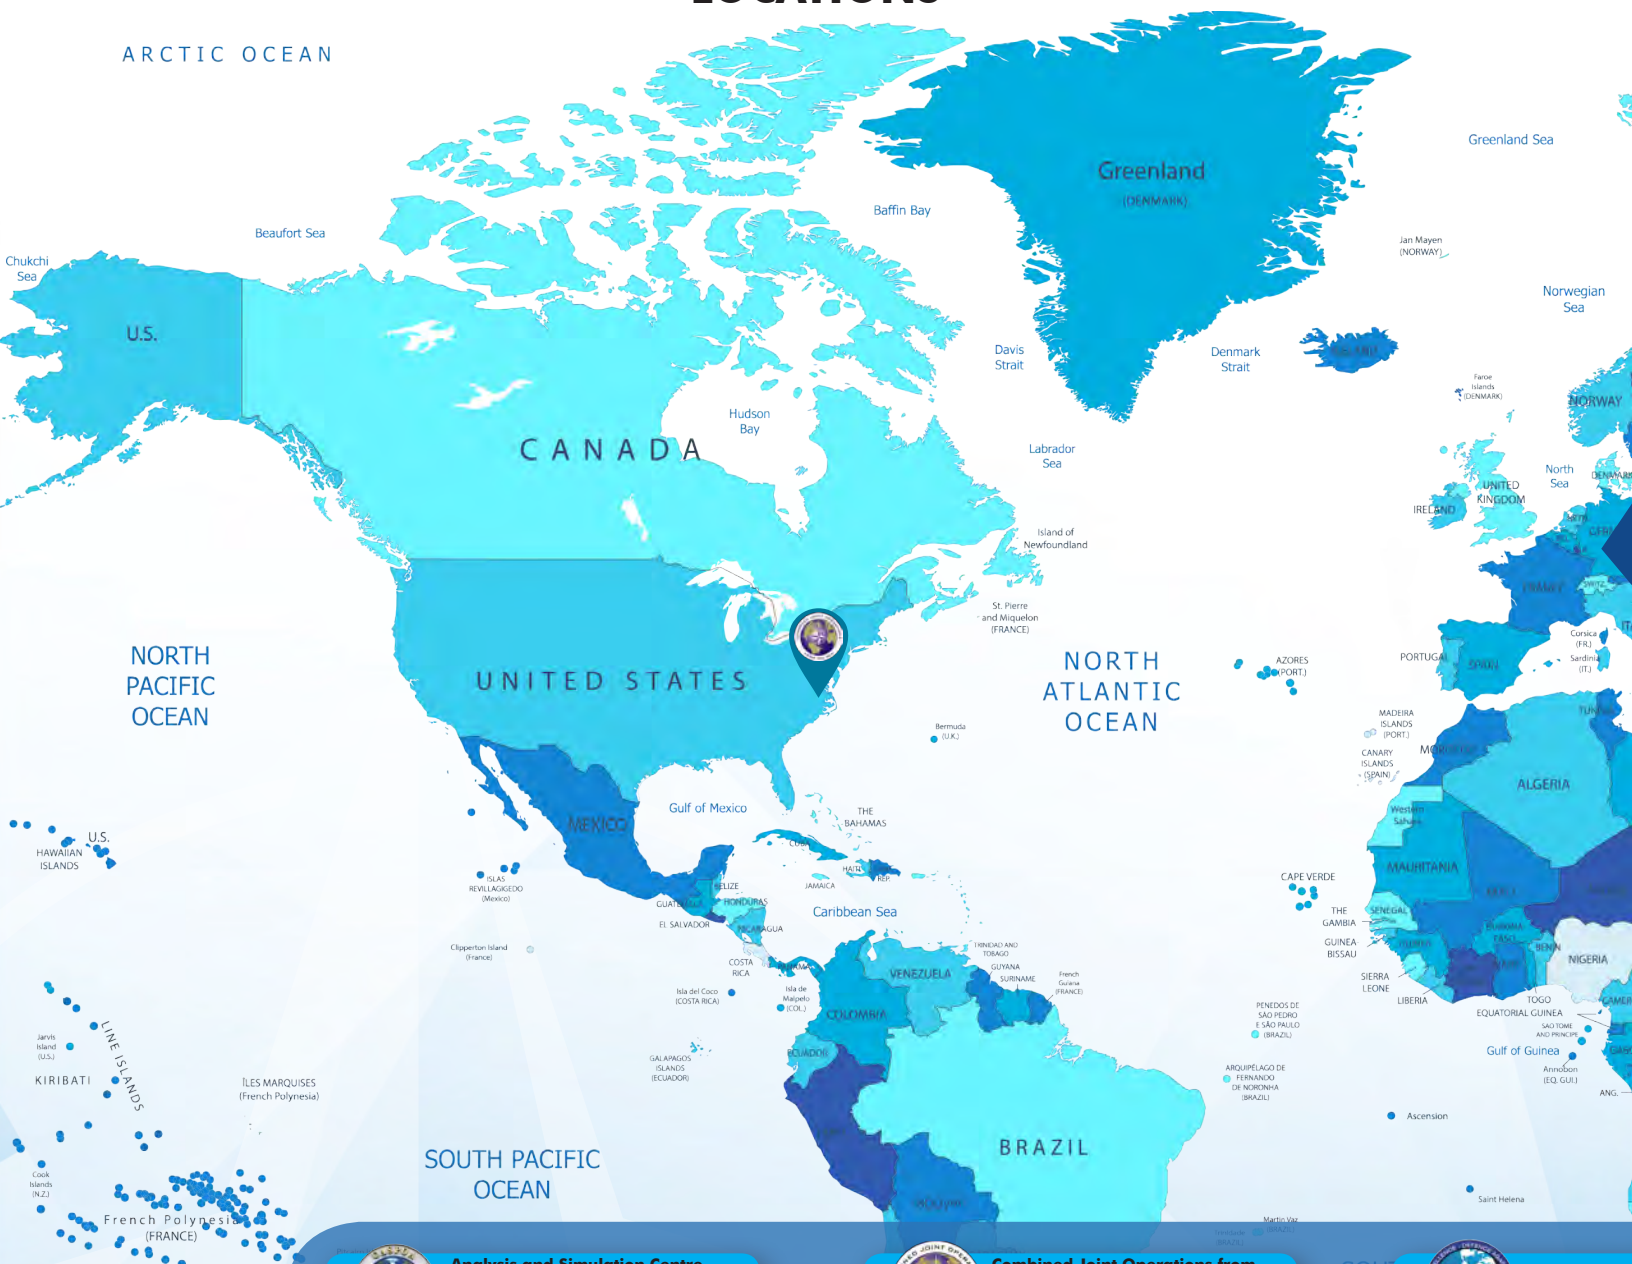 LOCATIONS
ARCTIC OCEAN
Greenland Sea
Greenland
(DENMARK)
Baffin Bay
Beaufort Sea
Jan Mayen
(NORWAY)
Chukchi
Sea
Norwegian
Sea
U.S.
Davis
Strait
Denmark
Strait
Faroe
Islands
(DENMARK)
NORWAY
Hudson
Bay
CANADA
Labrador
Sea
North
Sea
DENMARK
UNITED
KINGDOM
IRELAND
Island of
Newfoundland
FRANCE
SWITZ.
St. Pierre
and Miquelon
(FRANCE)
Corsica
(FR.)
Sardinia
(IT.)
NORTH
PACIFIC
OCEAN
UNITED STATES
NORTH
ATLANTIC
OCEAN
AZORES
(PORT.)
PORTUGAL
SPAIN
Bermuda
(U.K.)
MADEIRA
ISLANDS
(PORT.)
CANARY
ISLANDS
(SPAIN)
MOROCCO
ALGERIA
Gulf of Mexico
MEXICO
THE
BAHAMAS
Western
Sahara
U.S.
HAWAIIAN
ISLANDS
CUBA
HAITI
REP.
JAMAICA
MAURITANIA
ISLAS
REVILLAGIGEDO
(Mexico)
BELIZE
GUATEMALA
HONDURAS
EL SALVADOR
NICARAGUA
Caribbean Sea
CAPE VERDE
THE
GAMBIA
SENEGAL
GUINEA
BISSAU
BURKINA
FASO
BENIN
NIGERIA
Clipperton Island
(France)
COSTA
RICA
PANAMA
TRINIDAD AND
TOBAGO
VENEZUELA
GUYANA
SURINAME
French
Guiana
(FRANCE)
SIERRA
LEONE
LIBERIA
TOGO
EQUATORIAL GUINEA
Isla del Coco
(COSTA RICA)
Isla de
Malpelo
(COL.)
COLOMBIA
PENEDOS DE
SÃO PEDRO
E SÃO PAULO
(BRAZIL)
SAO TOME
AND PRINCIPE
Gulf of Guinea
Annobon
(EQ. GUI.)
ANG.
Jarvis
Island
(U.S.)
LINE ISLANDS
KIRIBATI
GALAPAGOS
ISLANDS
(ECUADOR)
ECUADOR
ÎLES MARQUISES
(French Polynesia)
ARQUIPÉLAGO DE
FERNANDO
DE NORONHA
(BRAZIL)
Ascension
BRAZIL
SOUTH PACIFIC
OCEAN
Cook
Islands
(N.Z.)
Saint Helena
BOLIVIA
French Polynesia
(FRANCE)
Martin Vaz
(BRAZIL)
Analysis and Simulation Centre
Combined Joint Operations from